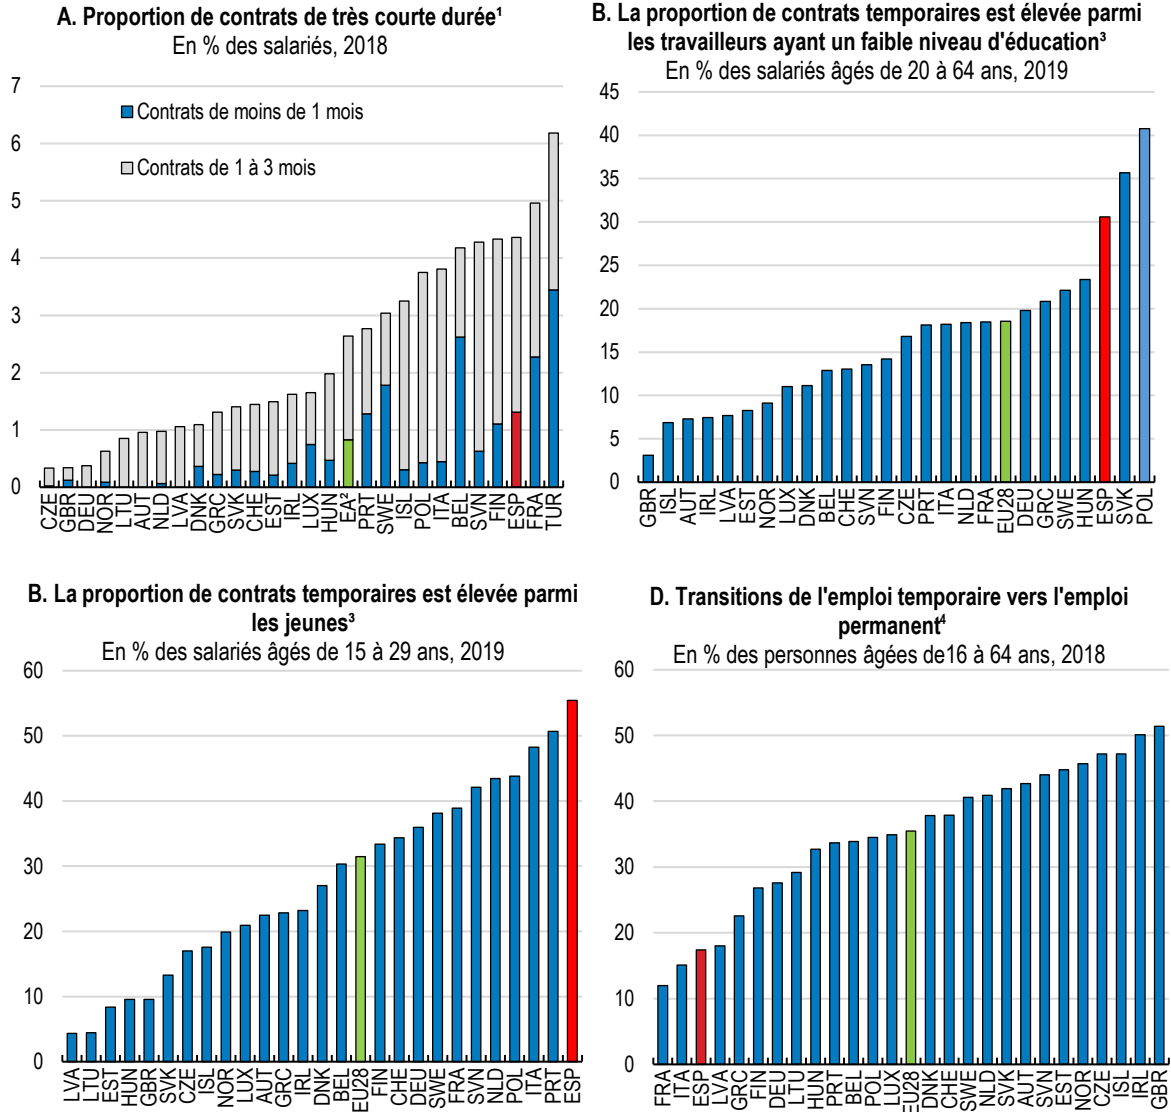 A. Proportion de contrats de très courte durée¹
En % des salariés, 2018
7
6
5
4
3
2
1
0
Contrats de moins de 1 mois
Contrats de 1 à 3 mois
CZE
GBR
DEU
NOR
LTU
AUT
NLD
LVA
DNK
GRC
SVK
CHE
EST
IRL
LUX
HUN
EA²
PRT
SWE
ISL
POL
ITA
BEL
SVN
FIN
ESP
FRA
TUR
B. La proportion de contrats temporaires est élevée parmi
les travailleurs ayant un faible niveau d'éducation³
En % des salariés âgés de 20 à 64 ans, 2019
45
40
35
30
25
20
15
10
5
0
GBR
ISL
AUT
IRL
LVA
EST
NOR
LUX
DNK
BEL
CHE
SVN
FIN
CZE
PRT
ITA
NLD
FRA
EU28
DEU
GRC
SWE
HUN
ESP
SVK
POL
B. La proportion de contrats temporaires est élevée parmi
les jeunes³
En % des salariés âgés de 15 à 29 ans, 2019
60
50
40
30
20
10
0
LVA
LTU
EST
HUN
GBR
SVK
CZE
ISL
NOR
LUX
AUT
GRC
IRL
DNK
BEL
EU28
FIN
CHE
DEU
SWE
FRA
SVN
NLD
POL
ITA
PRT
ESP
D. Transitions de l'emploi temporaire vers l'emploi
permanent⁴
En % des personnes âgées de16 à 64 ans, 2018
60
50
40
30
20
10
0
FRA
ITA
ESP
LVA
GRC
FIN
DEU
LTU
HUN
PRT
BEL
POL
LUX
EU28
DNK
CHE
SWE
NLD
SVK
AUT
SVN
EST
NOR
CZE
ISL
IRL
GBR